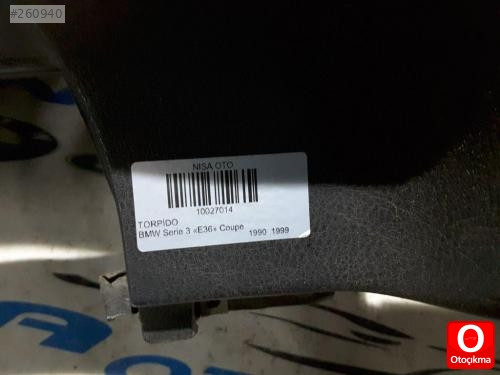 #260940
NISA OTO
10027014
TORPİDO
BMW Serie 3 «E36» Coupe 1990 1999
O
Otoçıkma